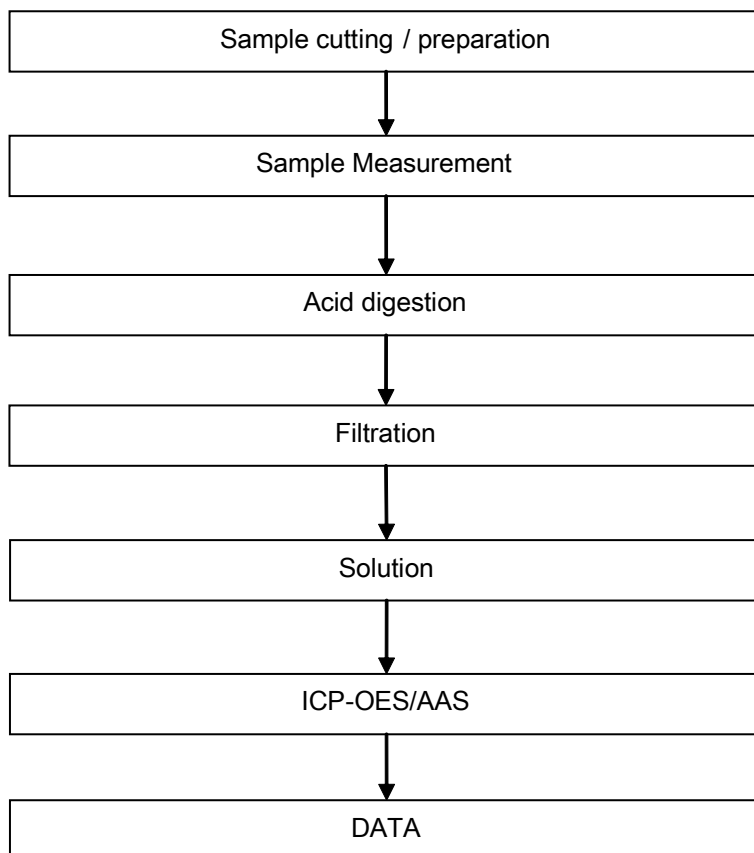 Sample cutting / preparation
Sample Measurement
Acid digestion
Filtration
Solution
ICP-OES/AAS
DATA